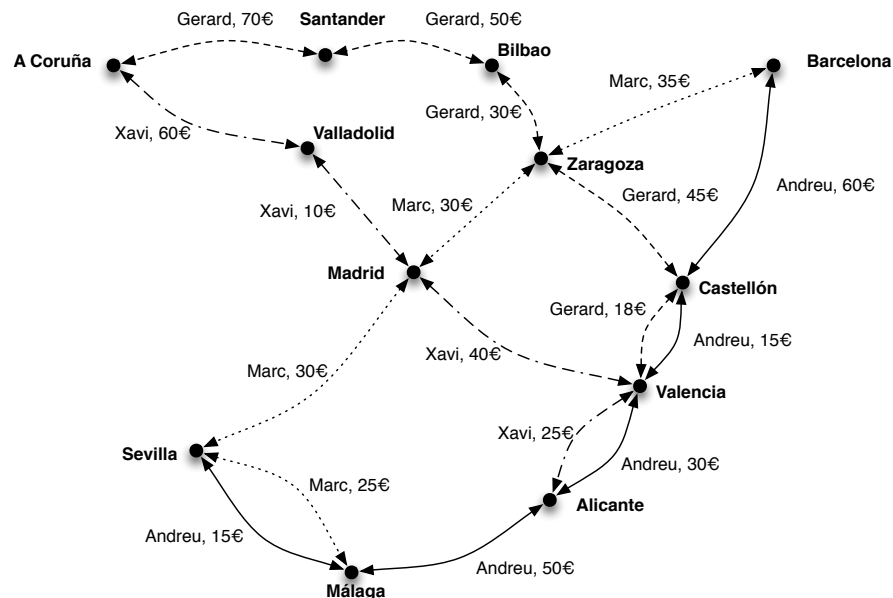 Gerard, 70€
Santander
Gerard, 50€
A Coruña
Bilbao
Barcelona
Marc, 35€
Gerard, 30€
Xavi, 60€
Valladolid
Zaragoza
Andreu, 60€
Gerard, 45€
Xavi, 10€
Marc, 30€
Madrid
Castellón
Gerard, 18€
Andreu, 15€
Xavi, 40€
Marc, 30€
Valencia
Xavi, 25€
Sevilla
Andreu, 30€
Marc, 25€
Alicante
Andreu, 15€
Andreu, 50€
Málaga